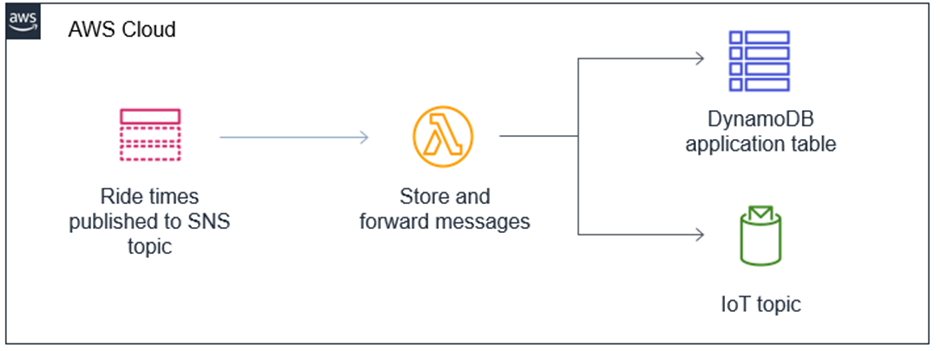 aws
AWS Cloud
Ride times
published to SNS
topic
Store and
forward messages
DynamoDB
application table
IoT topic